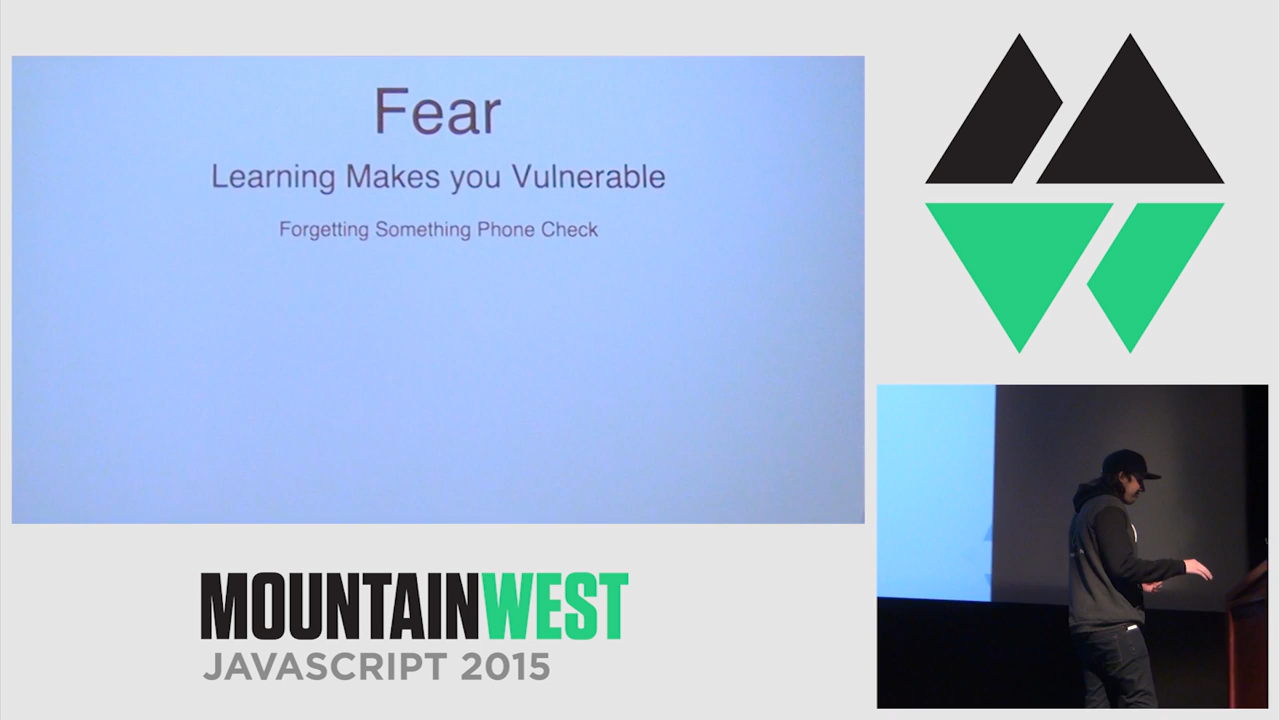 Fear
Learning Makes you Vulnerable
Forgetting Something Phone Check
MOUNTAINWEST
JAVASCRIPT 2015